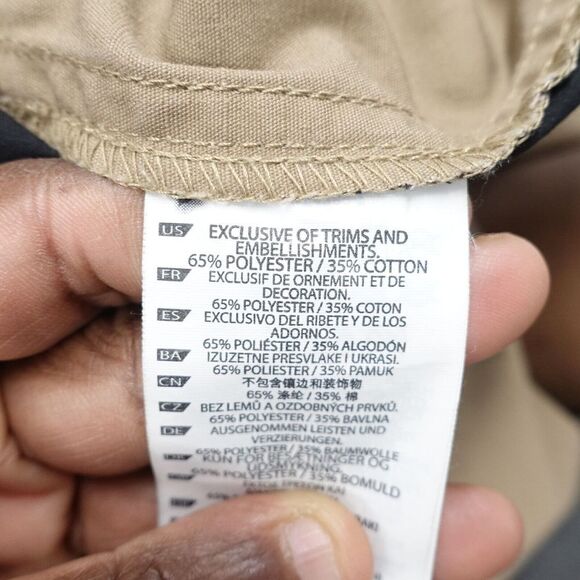 US EXCLUSIVE OF TRIMS AND
EMBELLISHMENTS.
65% POLYESTER / 35% COTTON
FR EXCLUSIF DE ORNEMENT ET DE
DECORATION.
65% POLYESTER / 35% COTON
ES EXCLUSIVO DEL RIBETE Y DE LOS
ADORNOS.
65% POLIÉSTER / 35% ALGODÓN
BA IZUZETNE PRESVLAKE I UKRASI.
65% POLIESTER / 35% PAMUK
CN 不包含镶边和装饰物
65% 涤纶 / 35% 棉
CZ BEZ LEMŮ A OZDOBNÝCH PRVKŮ.
65% POLYESTER / 35% BAVLNA
DE AUSGENOMMEN LEISTEN UND
VERZIERUNGEN.
65% POLYESTER / 35% BAUMWOLLE
KUN FOR BESÆTNINGER OG
UDSMYKNING.
65% POLYESTER / 35% BOMULD